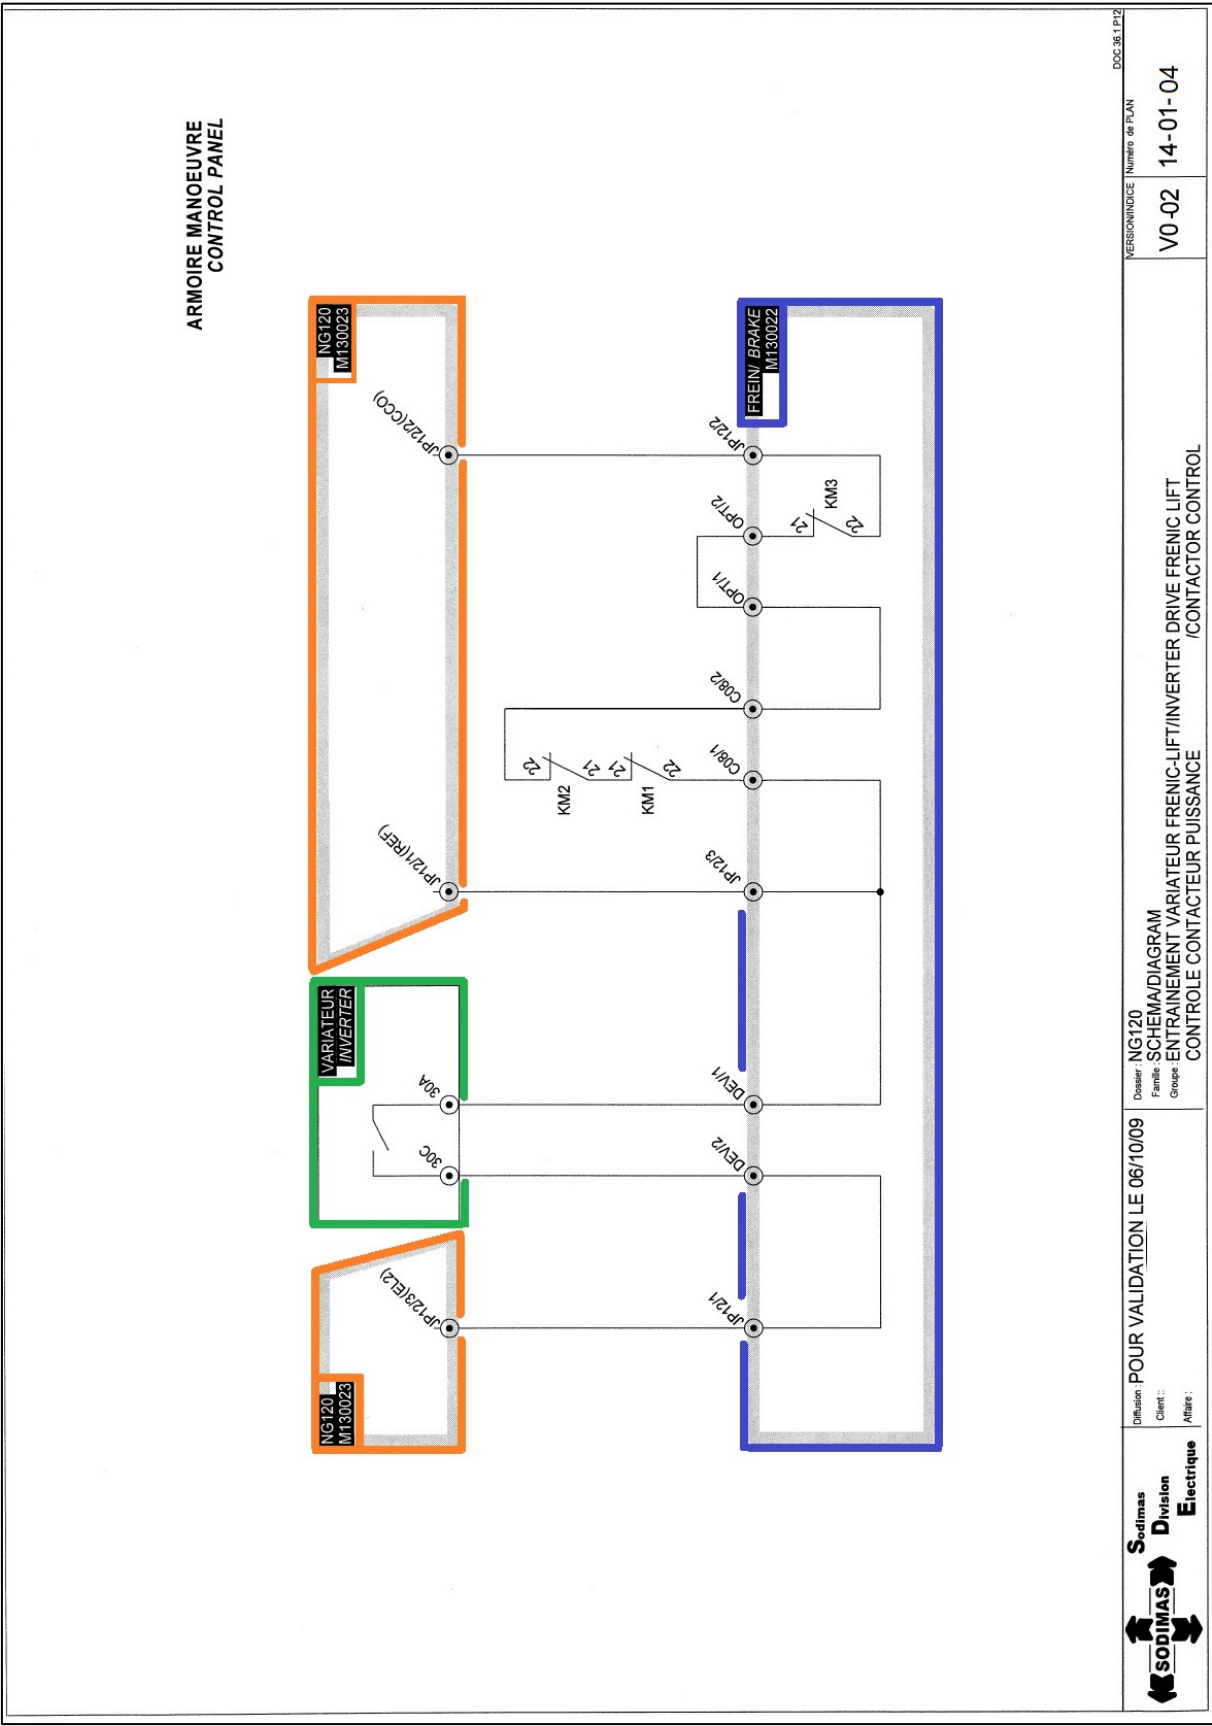 ARMOIRE MANOEUVRE
CONTROL PANEL
NG120
M130023
JP12/3(EL2)
VARIATEUR
INVERTER
30C
30A
JP12/1(REF)
JP12/2(CCO)
NG120
M130023
22
KM2
21
21
KM1
22
JP12/1
DEV/2
DEV/1
JP12/3
C08/1
C08/2
OPT/1
OPT/2
JP12/2
FREIN/ BRAKE
M130022
21
KM3
22
DOC 36.1 P12
SODIMAS
Sodimas
Division
Electrique
Diffusion : POUR VALIDATION LE 06/10/09
Client :
Affaire :
Dossier : NG120
Famille : SCHEMA/DIAGRAM
Groupe : ENTRAINEMENT VARIATEUR FRENIC-LIFT/INVERTER DRIVE FRENIC LIFT
CONTROLE CONTACTEUR PUISSANCE /CONTACTOR CONTROL
VERSION/INDICE
V0-02
Numéro de PLAN
14-01-04